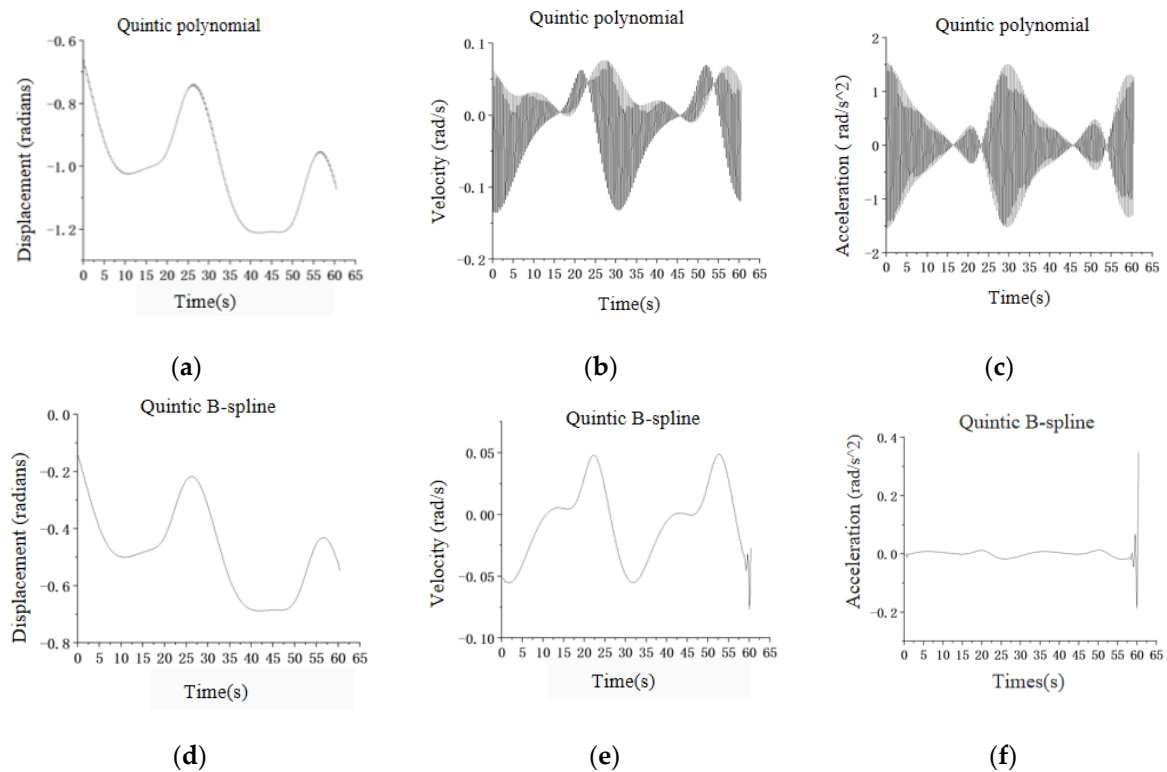 Quintic polynomial
Displacement (radians)
−0.6
−0.8
−1.0
−1.2
0 5 10 15 20 25 30 35 40 45 50 55 60 65
Time(s)
(a)
Quintic polynomial
Velocity (rad/s)
0.1
0.0
−0.1
−0.2
0 5 10 15 20 25 30 35 40 45 50 55 60 65
Time(s)
(b)
Quintic polynomial
Acceleration ( rad/s^2)
2
1
0
−1
−2
0 5 10 15 20 25 30 35 40 45 50 55 60 65
Time(s)
(c)
Quintic B-spline
Displacement (radians)
0.0
−0.2
−0.4
−0.6
−0.8
0 5 10 15 20 25 30 35 40 45 50 55 60 65
Time(s)
(d)
Quintic B-spline
Velocity (rad/s)
0.05
0.00
−0.05
−0.10
0 5 10 15 20 25 30 35 40 45 50 55 60 65
Time(s)
(e)
Quintic B-spline
Acceleration (rad/s^2)
0.4
0.2
0.0
−0.2
0 5 10 15 20 25 30 35 40 45 50 55 60 65
Times(s)
(f)